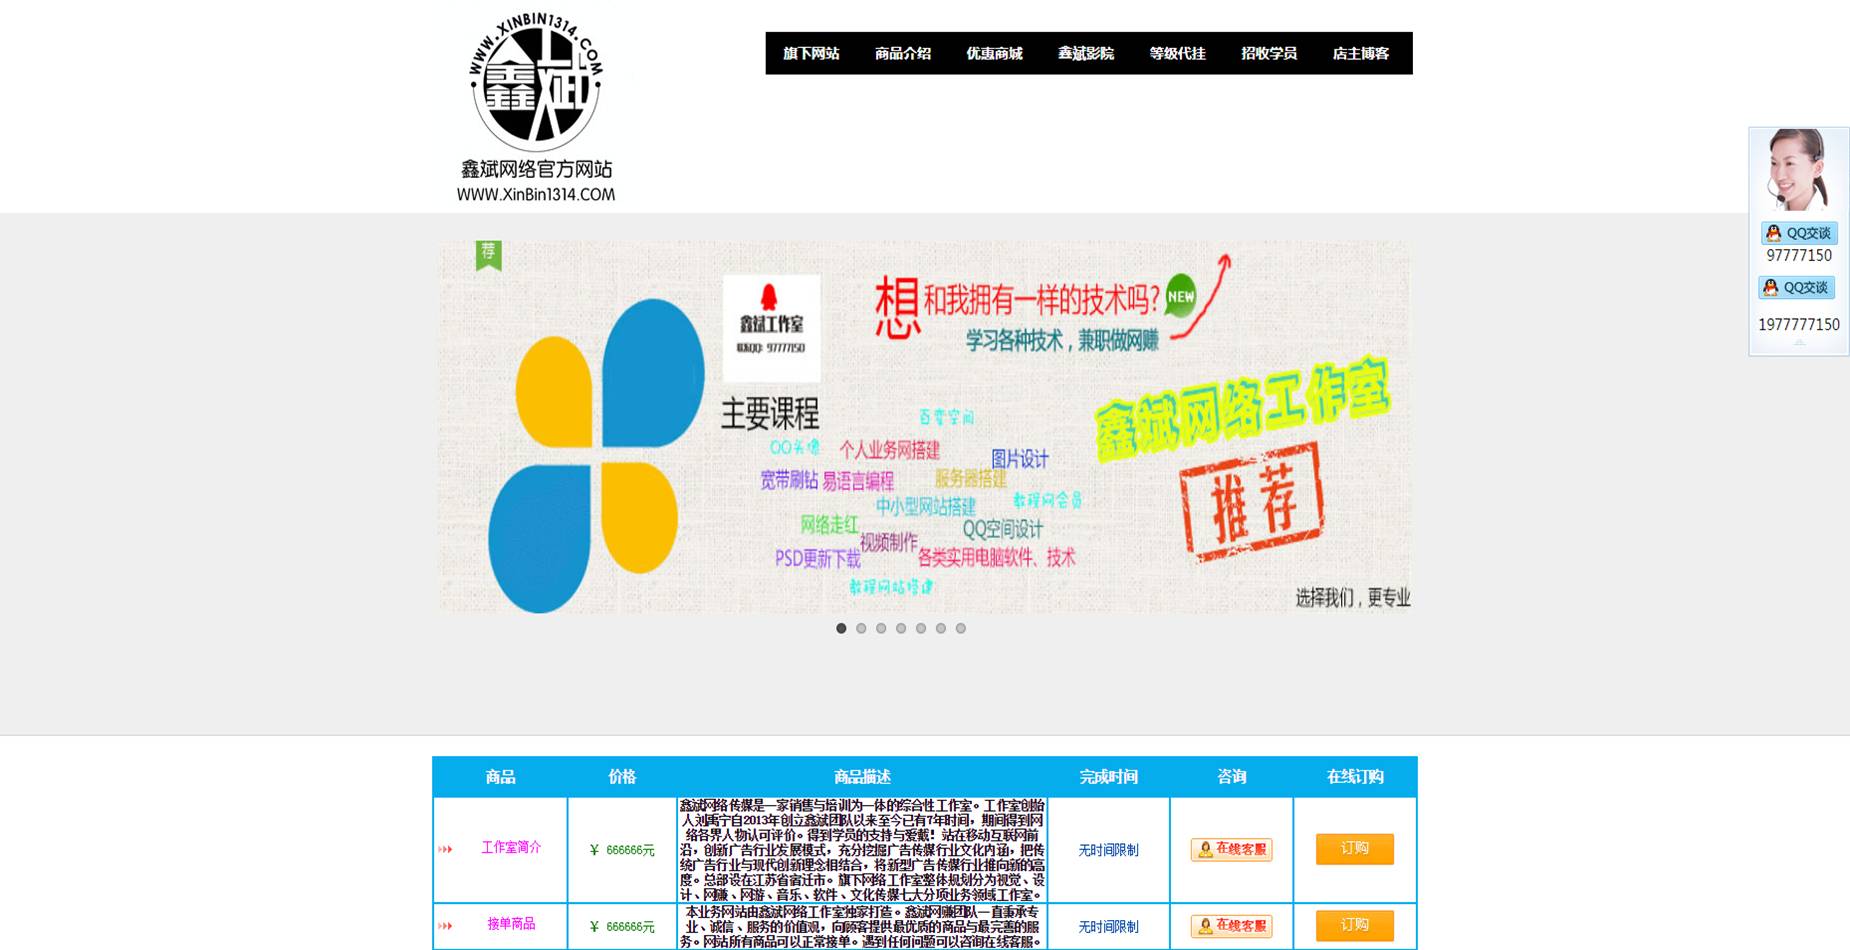 WWW.XINBIN1314.COM
鑫斌
鑫斌网络官方网站
WWW.XinBin1314.COM
旗下网站 商品介绍 优惠商城 鑫斌影院 等级代挂 招收学员 店主博客
QQ交谈
97777150
QQ交谈
1977777150
荐
鑫斌工作室
联系QQ: 97777150
想和我拥有一样的技术吗?
NEW
学习各种技术，兼职做网赚
鑫斌网络工作室
推荐
主要课程
百变空间
QQ头像 个人业务网搭建
图片设计
宽带刷钻 易语言编程 服务器搭建
教程网会员
中小型网站搭建
网络走红
QQ空间设计
视频制作
PSD更新下载
各类实用电脑软件、技术
教程网站搭建
选择我们，更专业
商品 价格 商品描述 完成时间 咨询 在线订购
工作室简介
￥ 666666元
鑫斌网络传媒是一家销售与培训为一体的综合性工作室。工作室创始
人刘禹宁自2013年创立鑫斌团队以来至今已有7年时间，期间得到网
络各界人物认可评价。得到学员的支持与爱戴！站在移动互联网前
沿，创新广告行业发展模式，充分挖掘广告传媒行业文化内涵，把传
统广告行业与现代创新理念相结合，将新型广告传媒行业推向新的高
度。总部设在江苏省宿迁市。旗下网络工作室整体规划分为视觉、设
计、网赚、网游、音乐、软件、文化传媒七大分项业务领域工作室。
无时间限制
在线客服
订购
接单商品
￥ 666666元
本业务网站由鑫斌网络工作室独家打造。鑫斌网赚团队一直秉承专
业、诚信、服务的价值观，向顾客提供最优质的商品与最完善的服
务。网站所有商品可以正常接单。遇到任何问题可以咨询在线客服。
无时间限制
在线客服
订购